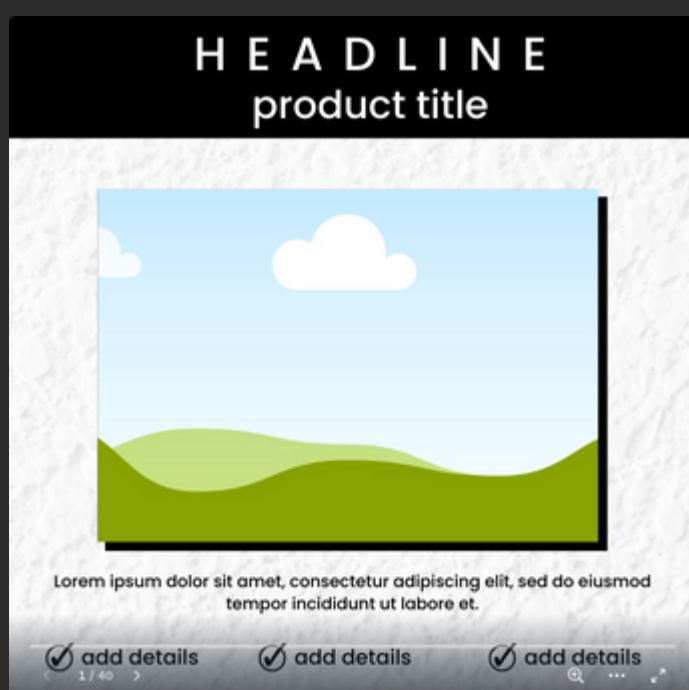 HEADLINE
product title
Lorem ipsum dolor sit amet, consectetur adipiscing elit, sed do eiusmod
tempor incididunt ut labore et.
add details add details add details
1 / 40